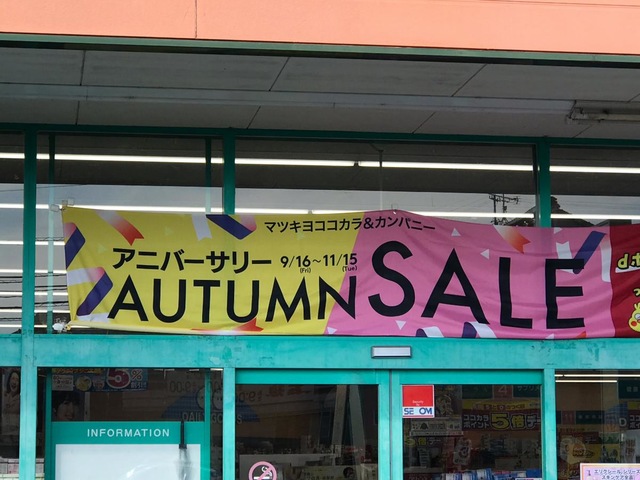 マツキヨココカラ&カンパニー
アニバーサリー 9/16~11/15
(Fri) (Tue)
AUTUMN SALE
INFORMATION
SECOM
ココカラ
ポイント 5倍